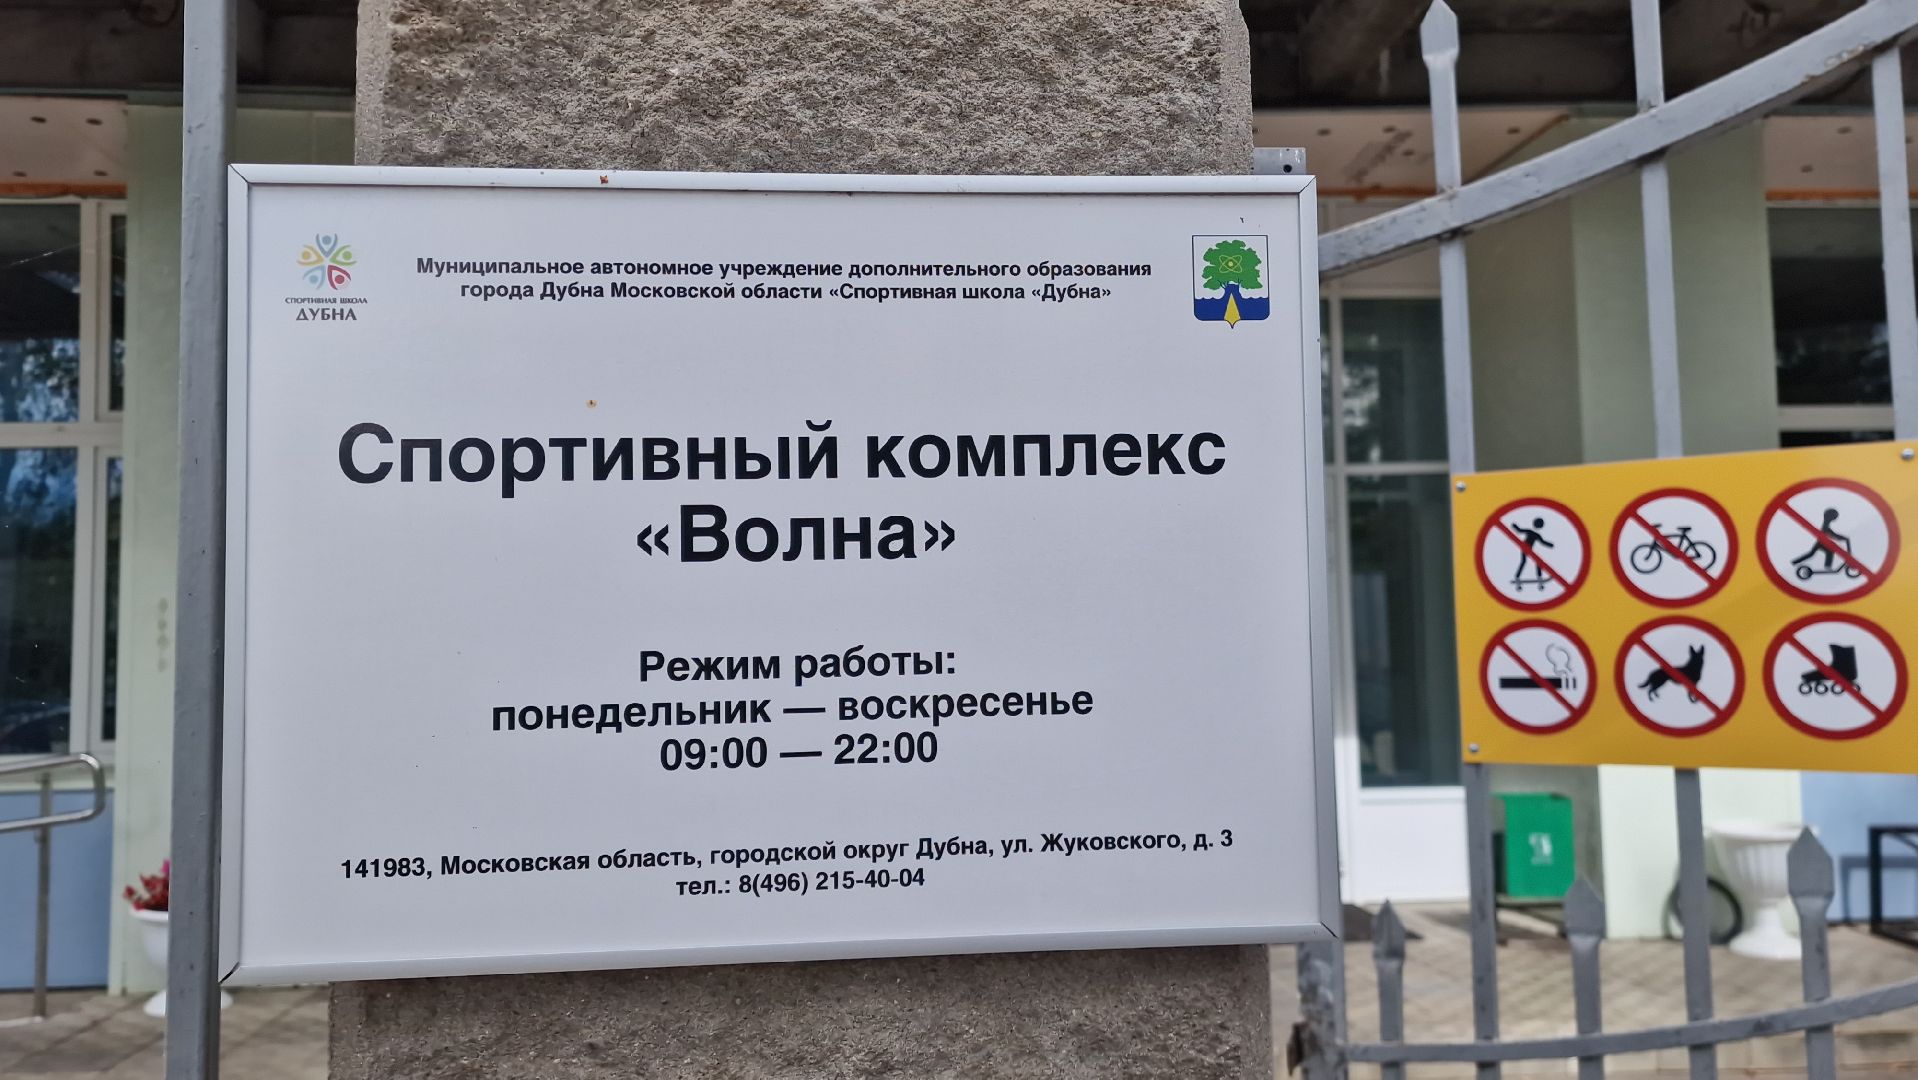 СПОРТИВНАЯ ШКОЛА
ДУБНА
Муниципальное автономное учреждение дополнительного образования
города Дубна Московской области «Спортивная школа «Дубна»
Спортивный комплекс
«Волна»
Режим работы:
понедельник — воскресенье
09:00 — 22:00
141983, Московская область, городской округ Дубна, ул. Жуковского, д. 3
тел.: 8(496) 215-40-04